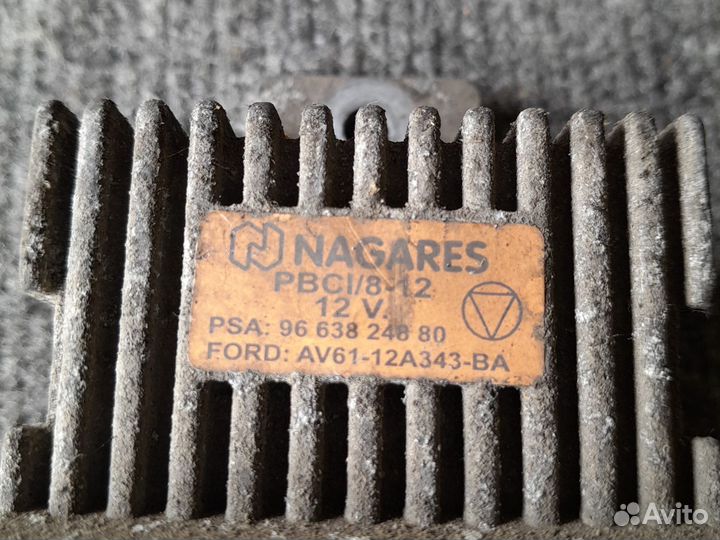 NAGARES
PBCI/8-12
12 V.
PSA: 96 638 248 80
FORD: AV61-12A343-BA
Avito